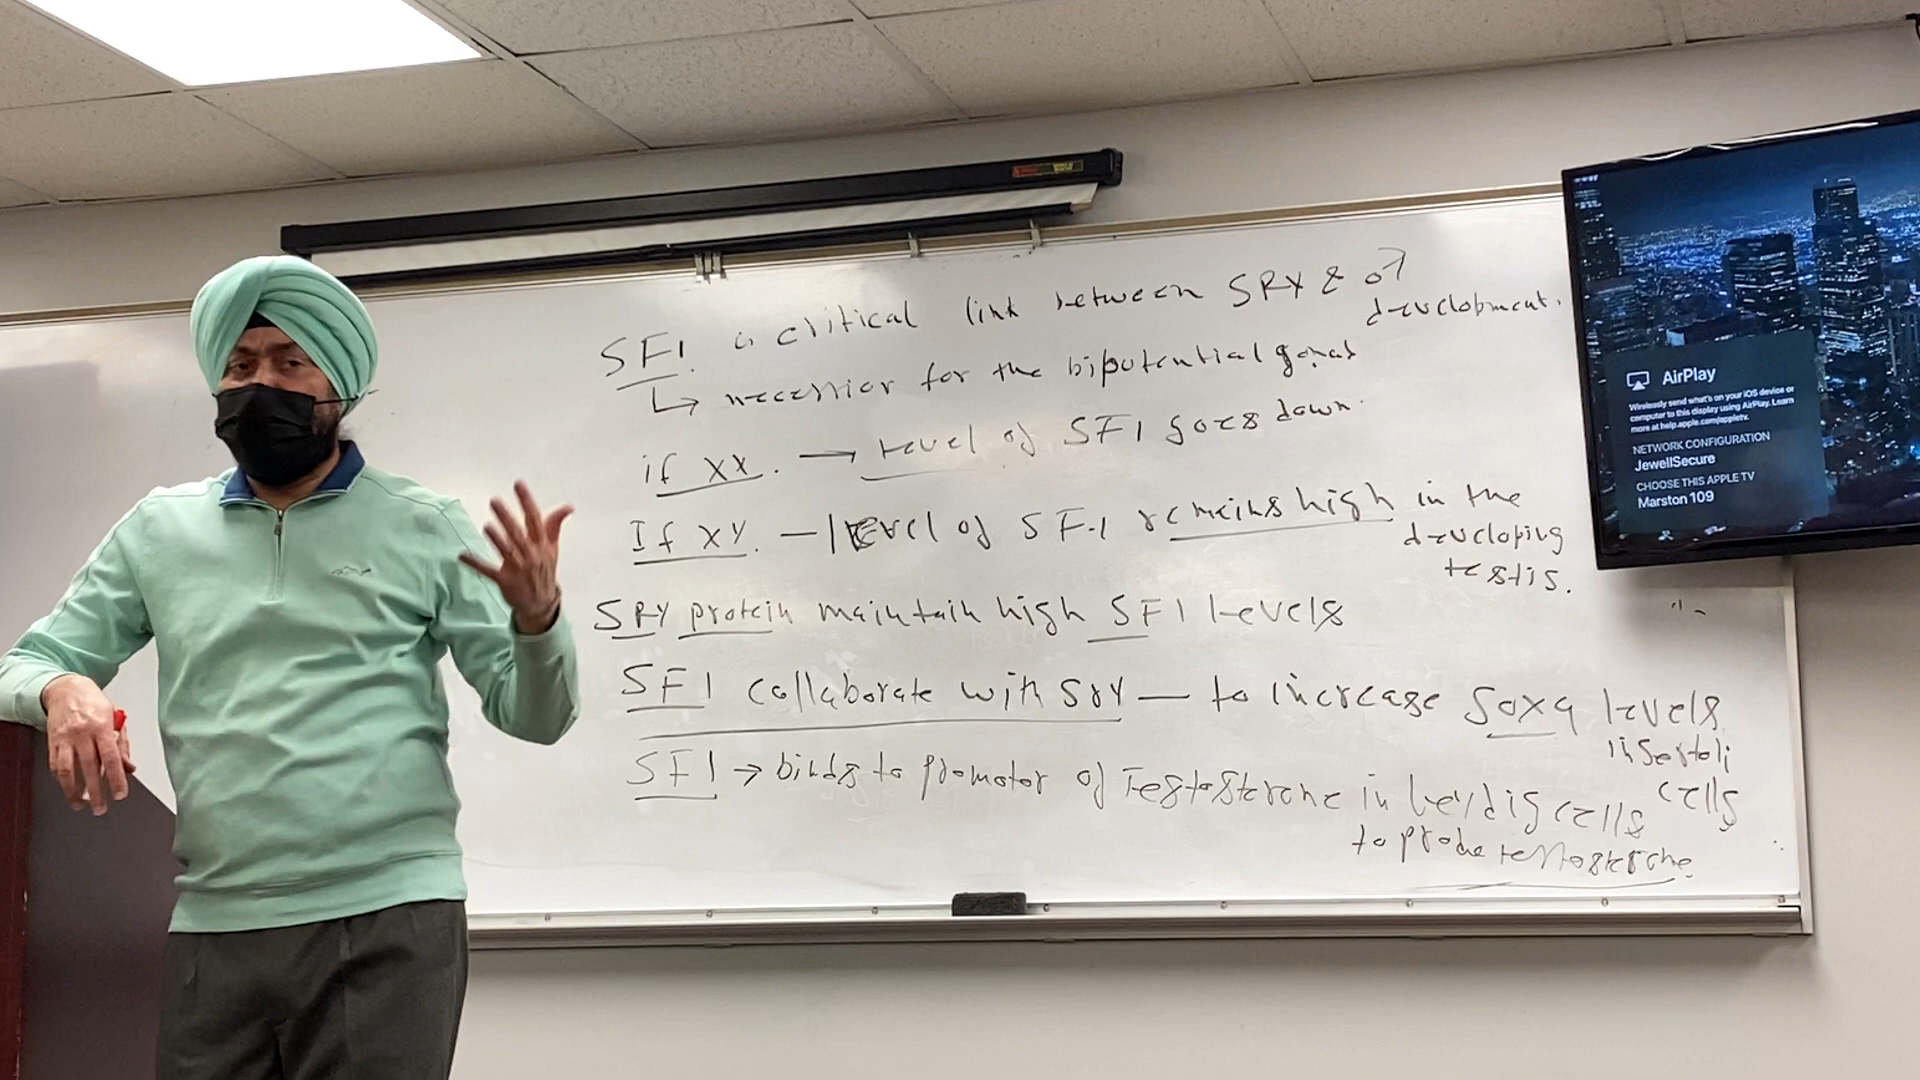 SF1. is critical link between SRY & ♂
development.
↳ necessior for the bipotential gonad
if XX. → level of SF1 goes down.
If XY. — level of SF-1 remains high in the
developing
testis.
SRY protein maintain high SF1 levels
SF1 collaborate with SrY — to increase Sox9 levels
in Sertoli
cells
SF1 → binds to promotor of Testosterone in leydig cells
to produe testosterone.
AirPlay
Wirelessly send what's on your iOS device or
computer to this display using AirPlay. Learn
more at help.apple.com/appletv.
NETWORK CONFIGURATION
JewellSecure
CHOOSE THIS APPLE TV
Marston 109